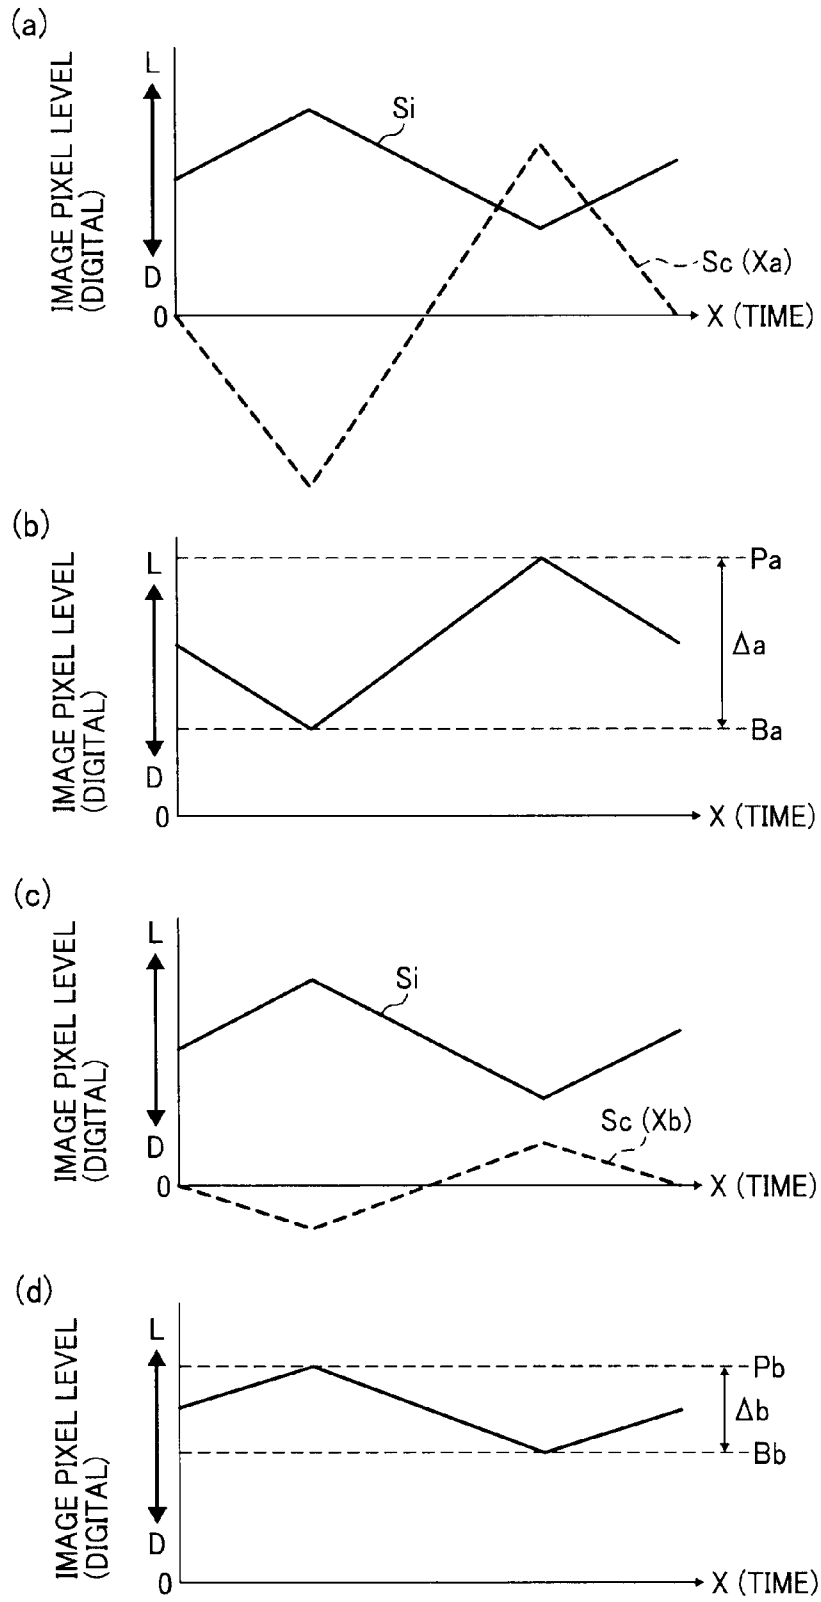 (a)
L
IMAGE PIXEL LEVEL
(DIGITAL)
D
0
Si
Sc (Xa)
X (TIME)
(b)
L
IMAGE PIXEL LEVEL
(DIGITAL)
D
0
Pa
Δa
Ba
X (TIME)
(c)
L
IMAGE PIXEL LEVEL
(DIGITAL)
D
0
Si
Sc (Xb)
X (TIME)
(d)
L
IMAGE PIXEL LEVEL
(DIGITAL)
D
0
Pb
Δb
Bb
X (TIME)